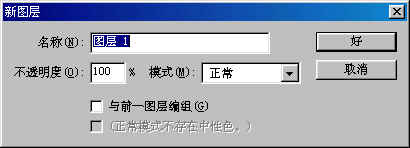 新图层
名称(N): 图层 1 好
不透明度(O): 100 % 模式(M): 正常 取消
与前一图层编组(G)
(正常模式不存在中性色。)